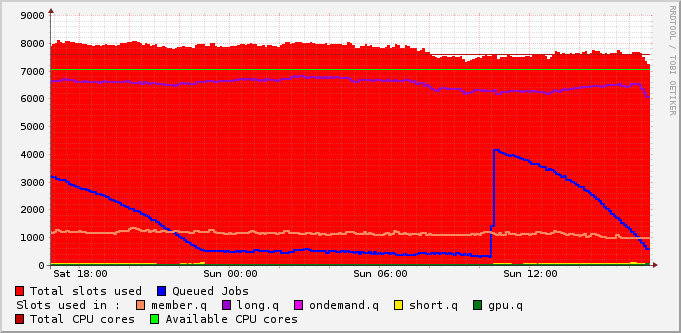 9000
8000
7000
6000
5000
4000
3000
2000
1000
0
Sat 18:00 Sun 00:00 Sun 06:00 Sun 12:00
RRDTOOL / TOBI OETIKER
Total slots used Queued Jobs
Slots used in : member.q long.q ondemand.q short.q gpu.q
Total CPU cores Available CPU cores